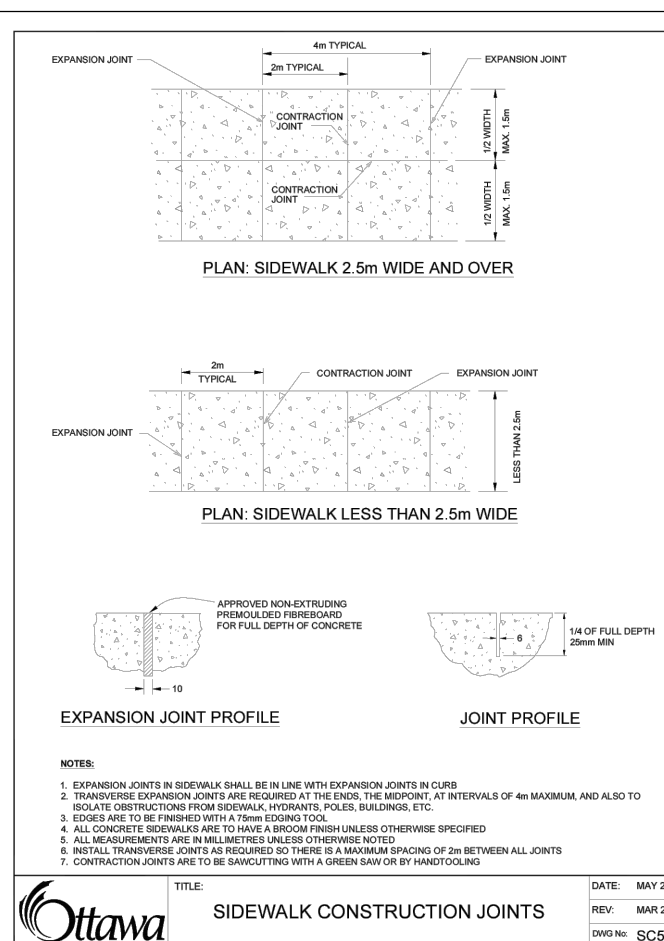 4m TYPICAL
EXPANSION JOINT
EXPANSION JOINT
2m TYPICAL
CONTRACTION
JOINT
1/2 WIDTH
MAX. 1.5m
CONTRACTION
JOINT
1/2 WIDTH
MAX. 1.5m
PLAN: SIDEWALK 2.5m WIDE AND OVER
2m
TYPICAL
CONTRACTION JOINT
EXPANSION JOINT
EXPANSION JOINT
LESS THAN 2.5m
PLAN: SIDEWALK LESS THAN 2.5m WIDE
APPROVED NON-EXTRUDING
PREMOULDED FIBREBOARD
FOR FULL DEPTH OF CONCRETE
10
EXPANSION JOINT PROFILE
6
1/4 OF FULL DEPTH
25mm MIN
JOINT PROFILE
NOTES:
1. EXPANSION JOINTS IN SIDEWALK SHALL BE IN LINE WITH EXPANSION JOINTS IN CURB
2. TRANSVERSE EXPANSION JOINTS ARE REQUIRED AT THE ENDS, THE MIDPOINT, AT INTERVALS OF 4m MAXIMUM, AND ALSO TO
ISOLATE OBSTRUCTIONS FROM SIDEWALK, HYDRANTS, POLES, BUILDINGS, ETC.
3. EDGES ARE TO BE FINISHED WITH A 75mm EDGING TOOL
4. ALL CONCRETE SIDEWALKS ARE TO HAVE A BROOM FINISH UNLESS OTHERWISE SPECIFIED
5. ALL MEASUREMENTS ARE IN MILLIMETRES UNLESS OTHERWISE NOTED
6. INSTALL TRANSVERSE JOINTS AS REQUIRED SO THERE IS A MAXIMUM SPACING OF 2m BETWEEN ALL JOINTS
7. CONTRACTION JOINTS ARE TO BE SAWCUTTING WITH A GREEN SAW OR BY HANDTOOLING
Ottawa
TITLE:
SIDEWALK CONSTRUCTION JOINTS
DATE: MAY 2
REV: MAR 2
DWG No: SC5